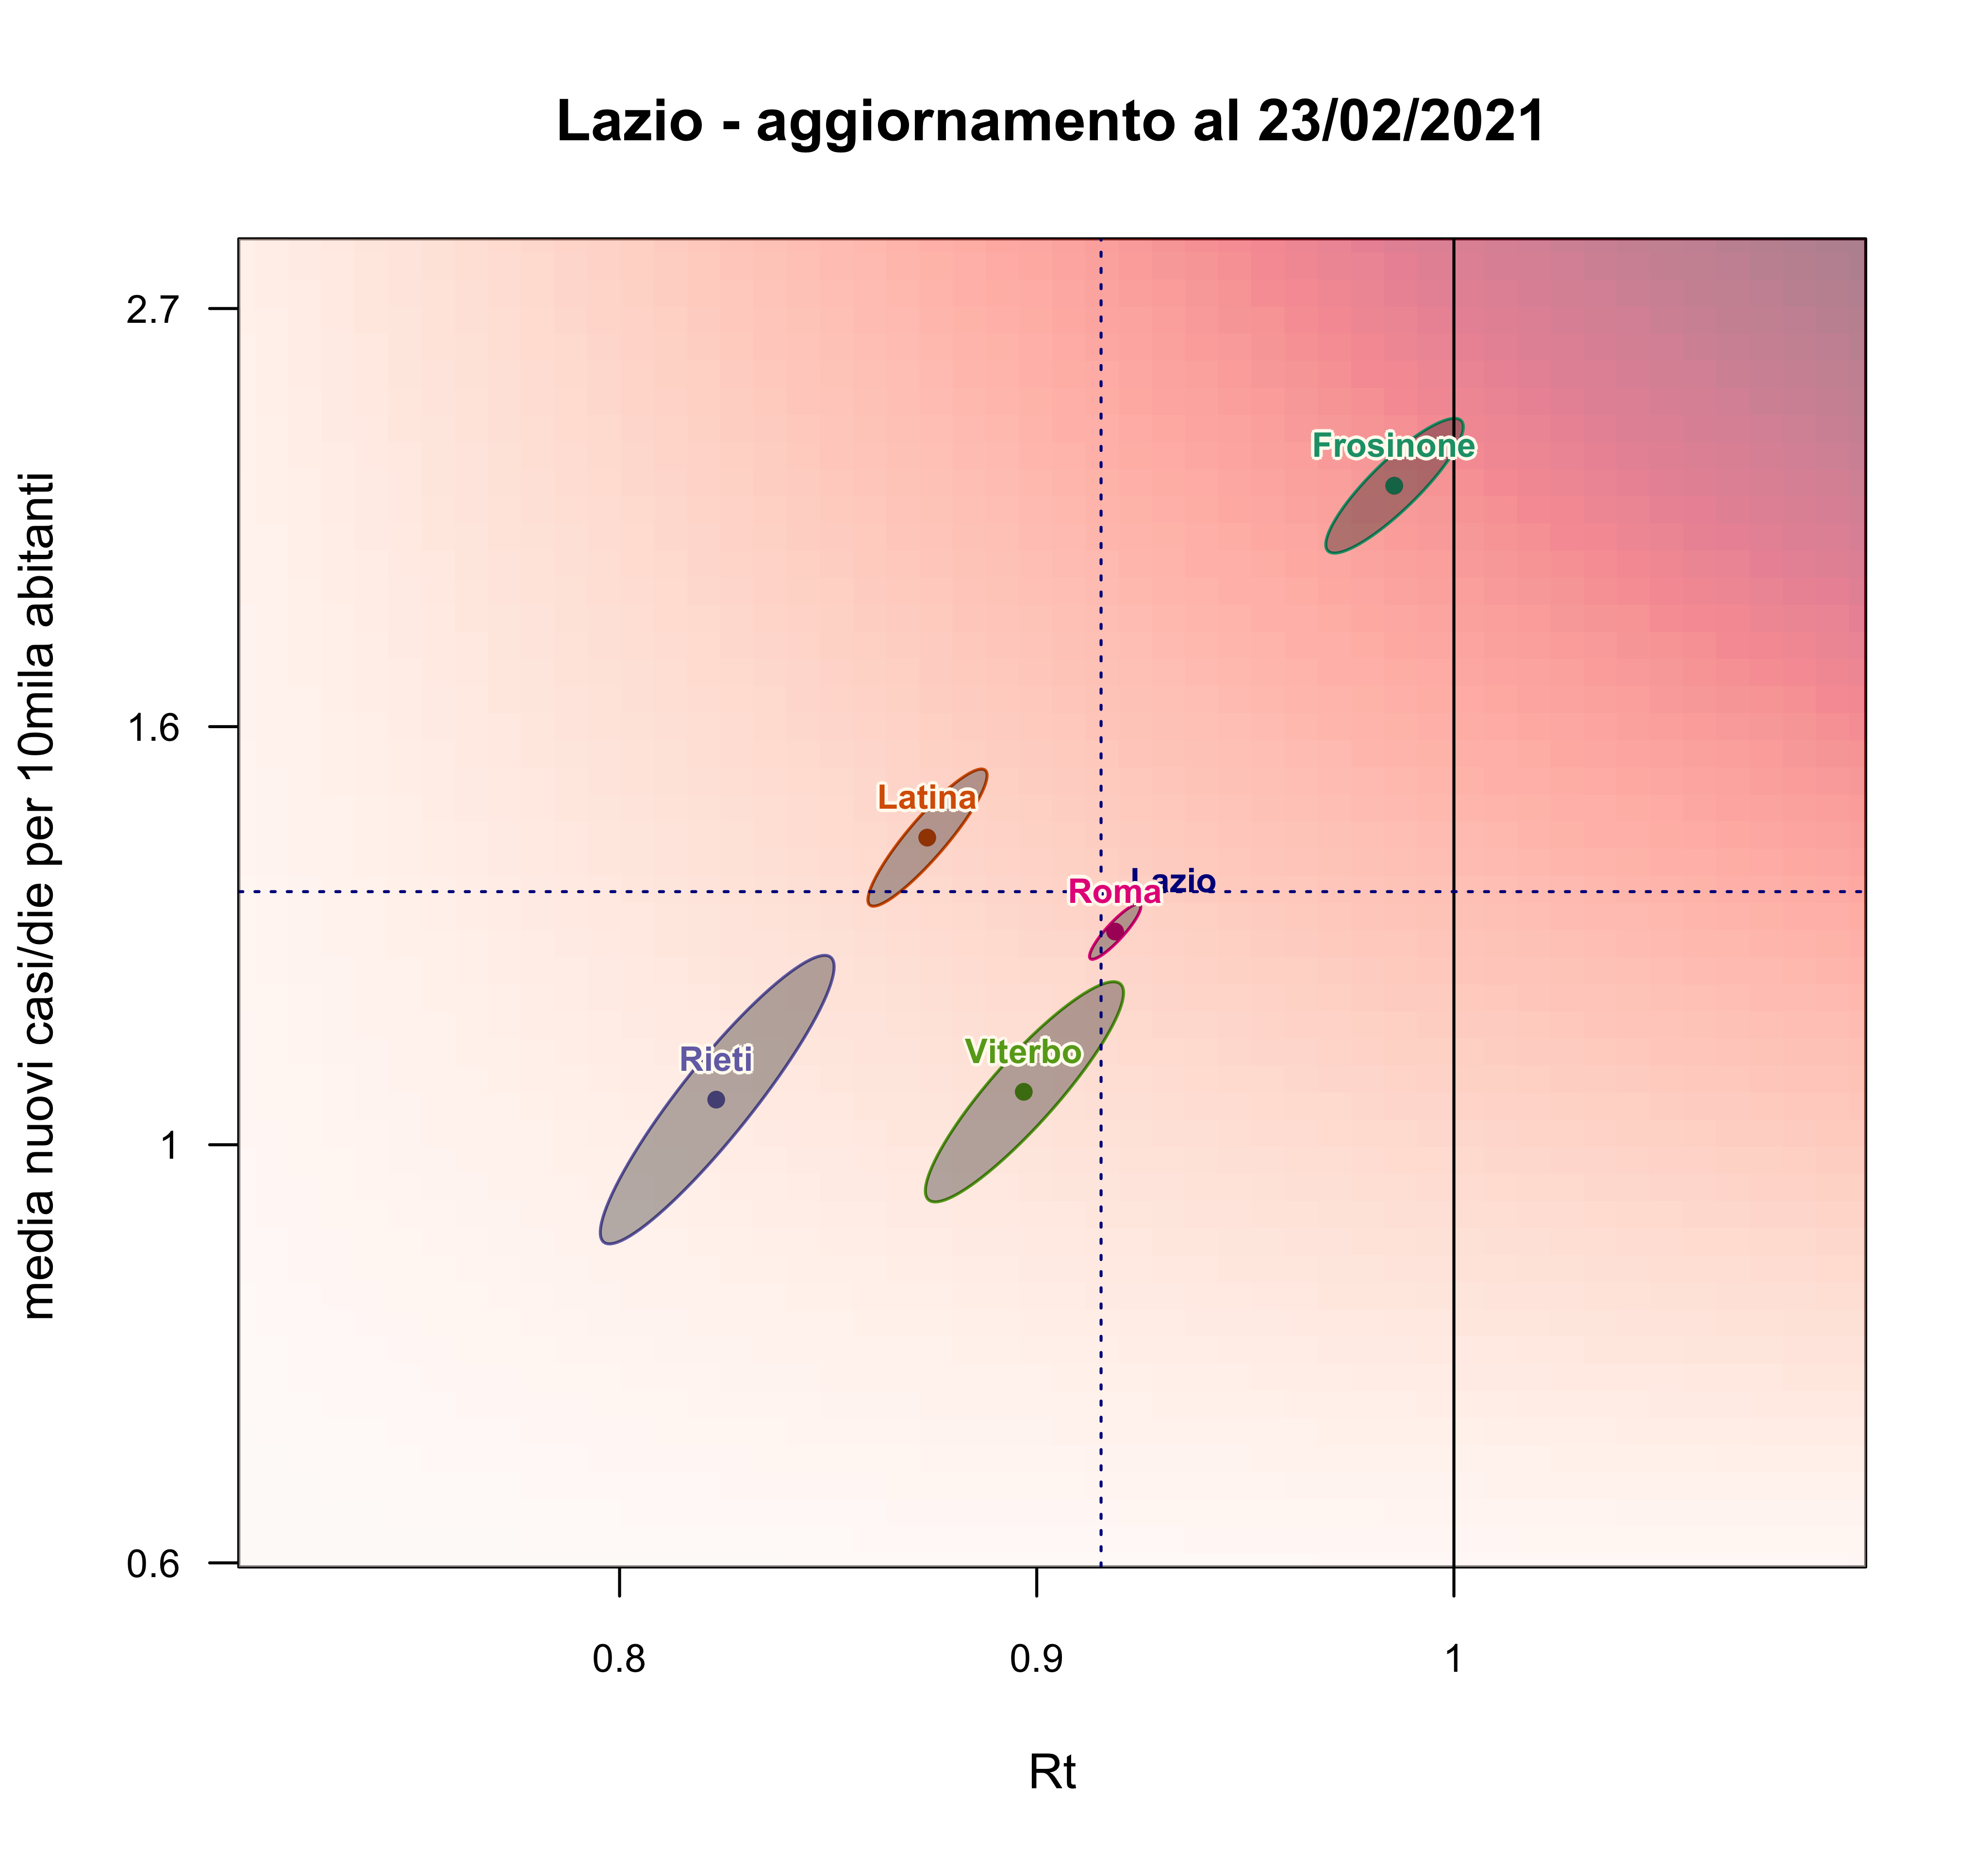 Lazio - aggiornamento al 23/02/2021
media nuovi casi/die per 10mila abitanti
2.7
1.6
1
0.6
Frosinone
Latina
Lazio
Roma
Viterbo
Rieti
0.8
0.9
1
Rt